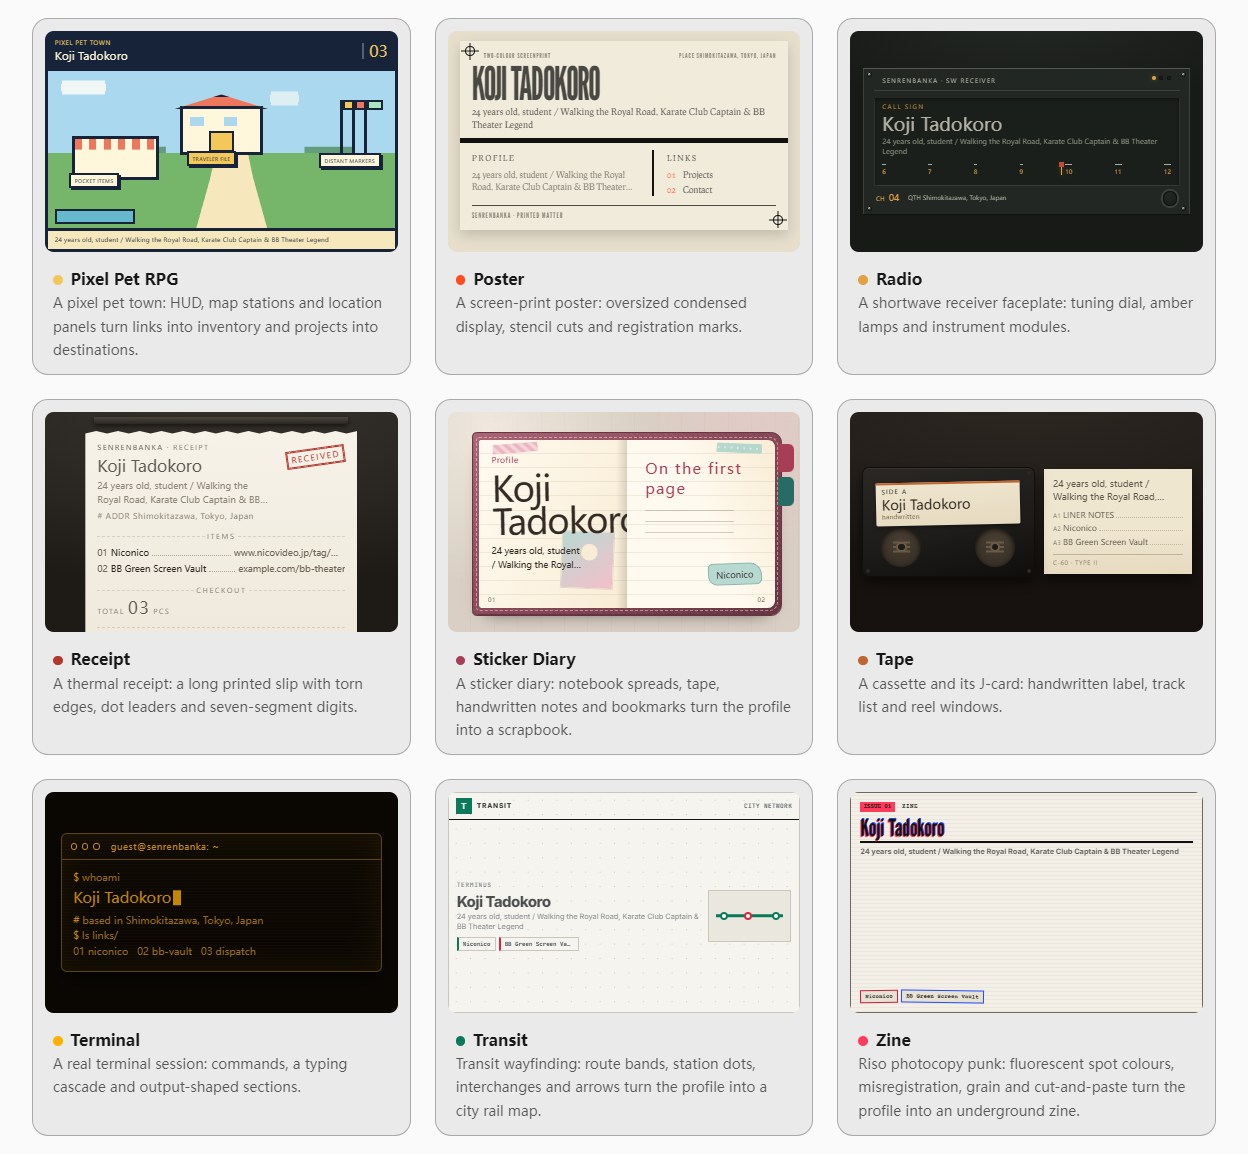 PIXEL PET TOWN
Koji Tadokoro
03
POCKET ITEMS
TRAVELER FILE
DISTANT MARKERS
24 years old, student / Walking the Royal Road, Karate Club Captain & BB Theater Legend
Pixel Pet RPG
A pixel pet town: HUD, map stations and location
panels turn links into inventory and projects into
destinations.
TWO-COLOUR SCREENPRINT
PLACE SHIMOKITAZAWA, TOKYO, JAPAN
KOJI TADOKORO
24 years old, student / Walking the Royal Road, Karate Club Captain & BB
Theater Legend
PROFILE
24 years old, student / Walking the Royal
Road, Karate Club Captain & BB Theater...
LINKS
01 Projects
02 Contact
SENRENBANKA · PRINTED MATTER
Poster
A screen-print poster: oversized condensed
display, stencil cuts and registration marks.
SENRENBANKA · SW RECEIVER
CALL SIGN
Koji Tadokoro
24 years old, student / Walking the Royal Road, Karate Club Captain & BB Theater
Legend
6 7 8 9 10 11 12
CH 04 QTH Shimokitazawa, Tokyo, Japan
Radio
A shortwave receiver faceplate: tuning dial, amber
lamps and instrument modules.
SENRENBANKA · RECEIPT
RECEIVED
Koji Tadokoro
24 years old, student / Walking the
Royal Road, Karate Club Captain & BB...
# ADDR Shimokitazawa, Tokyo, Japan
ITEMS
01 Niconico www.nicovideo.jp/tag/...
02 BB Green Screen Vault example.com/bb-theater
CHECKOUT
TOTAL 03 PCS
Receipt
A thermal receipt: a long printed slip with torn
edges, dot leaders and seven-segment digits.
Profile
Koji
Tadokoro
24 years old, student
/ Walking the Royal...
01
On the first
page
Niconico
02
Sticker Diary
A sticker diary: notebook spreads, tape,
handwritten notes and bookmarks turn the profile
into a scrapbook.
SIDE A
Koji Tadokoro
handwritten
24 years old, student /
Walking the Royal Road,...
A1 LINER NOTES
A2 Niconico
A3 BB Green Screen Vault
C-60 · TYPE II
Tape
A cassette and its J-card: handwritten label, track
list and reel windows.
guest@senrenbanka: ~
$ whoami
Koji Tadokoro
# based in Shimokitazawa, Tokyo, Japan
$ ls links/
01 niconico 02 bb-vault 03 dispatch
Terminal
A real terminal session: commands, a typing
cascade and output-shaped sections.
T TRANSIT
CITY NETWORK
TERMINUS
Koji Tadokoro
24 years old, student / Walking the Royal Road, Karate Club Captain &
BB Theater Legend
Niconico BB Green Screen Va…
Transit
Transit wayfinding: route bands, station dots,
interchanges and arrows turn the profile into a
city rail map.
ISSUE 01 ZINE
Koji Tadokoro
24 years old, student / Walking the Royal Road, Karate Club Captain & BB Theater Legend
Niconico BB Green Screen Vault
Zine
Riso photocopy punk: fluorescent spot colours,
misregistration, grain and cut-and-paste turn the
profile into an underground zine.